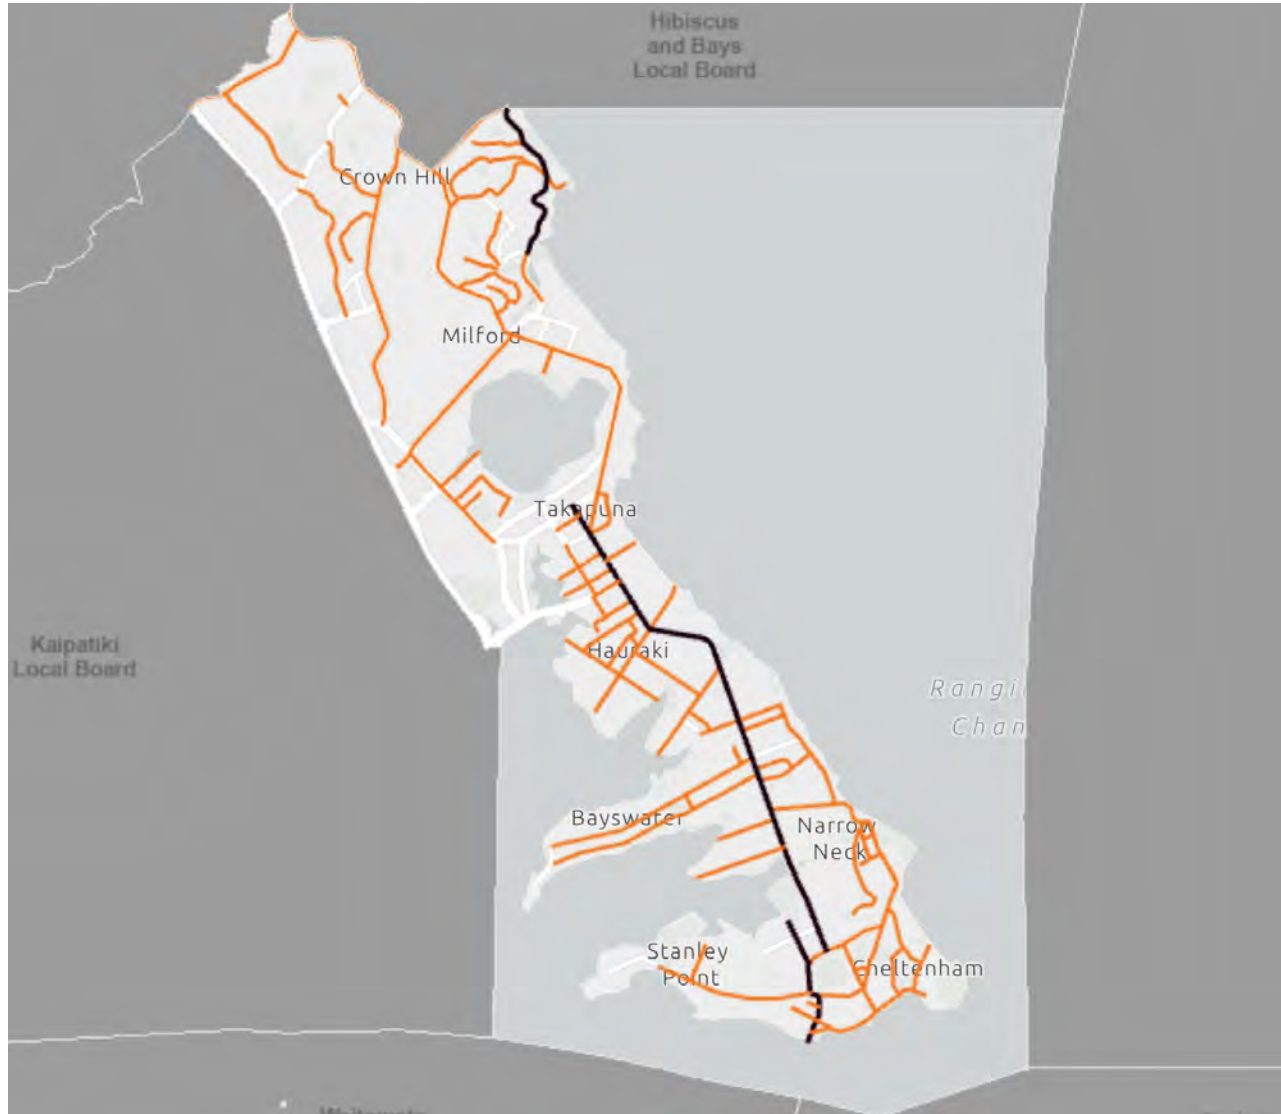 Hibiscus
and Bays
Local Board
Crown Hill
Milford
Takapuna
Kaipatiki
Local Board
Hauraki
Rangi
Chan
Bayswater
Narrow
Neck
Stanley
Point
Cheltenham